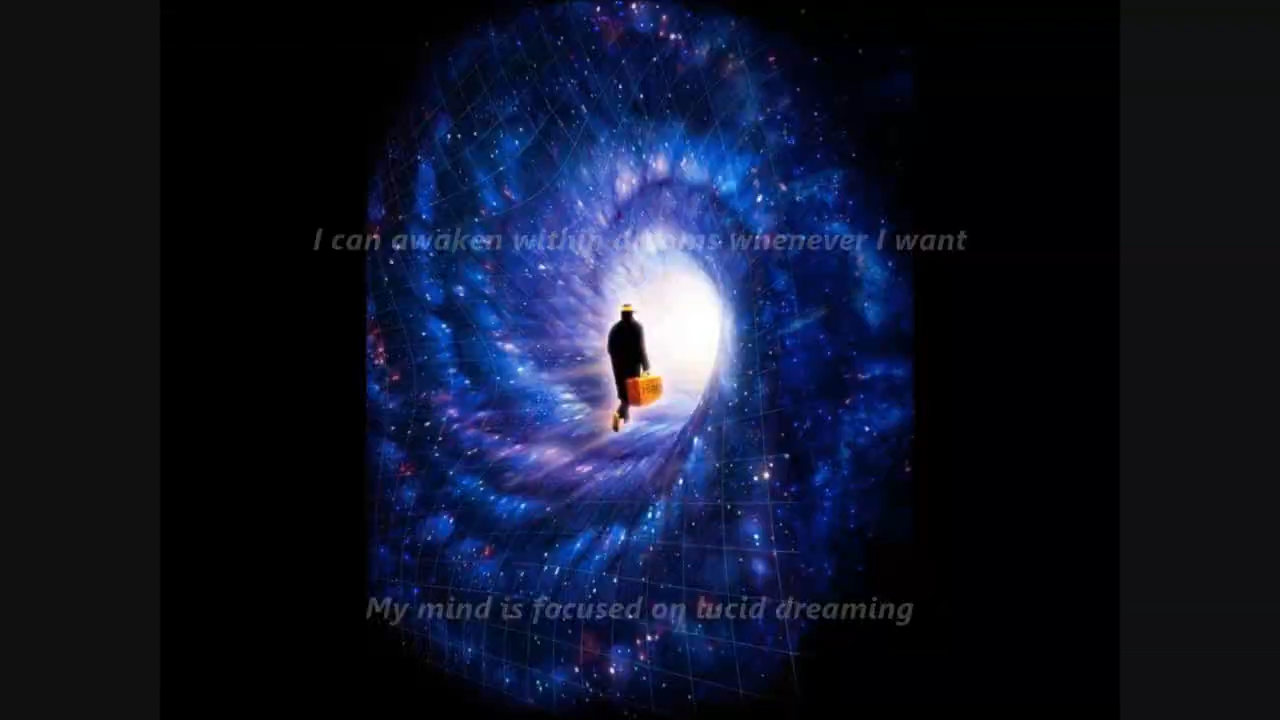 I can awaken within dreams whenever I want
My mind is focused on lucid dreaming